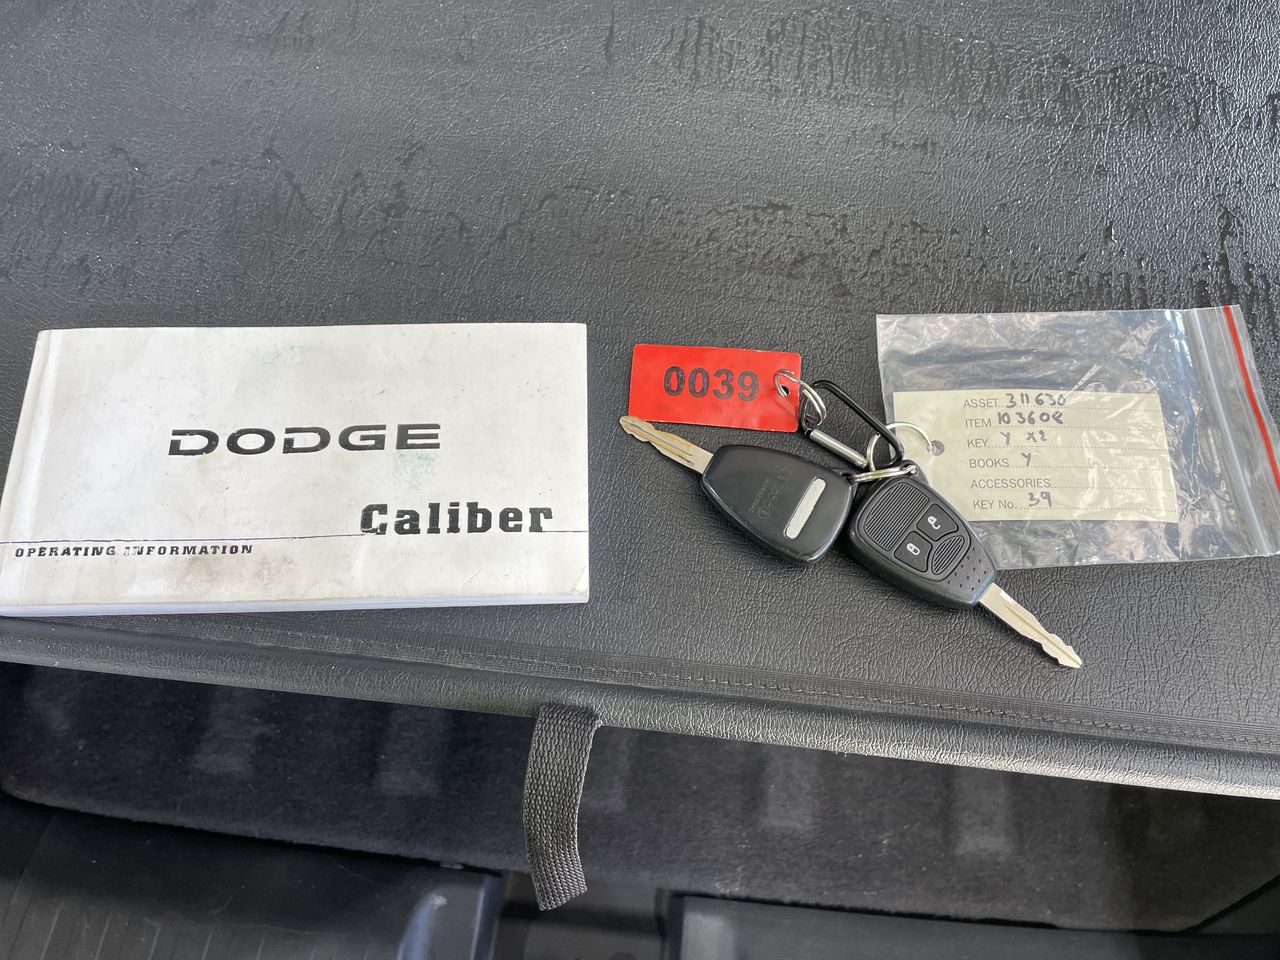 DODGE
Caliber
OPERATING INFORMATION
0039
ASSET 311630
ITEM 103608
KEY Y X2
BOOKS Y
ACCESSORIES
KEY No. 39